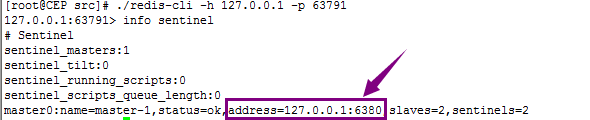 [root@CEP src]# ./redis-cli -h 127.0.0.1 -p 63791
127.0.0.1:63791> info sentinel
# Sentinel
sentinel_masters:1
sentinel_tilt:0
sentinel_running_scripts:0
sentinel_scripts_queue_length:0
master0:name=master-1,status=ok,address=127.0.0.1:6380,slaves=2,sentinels=2